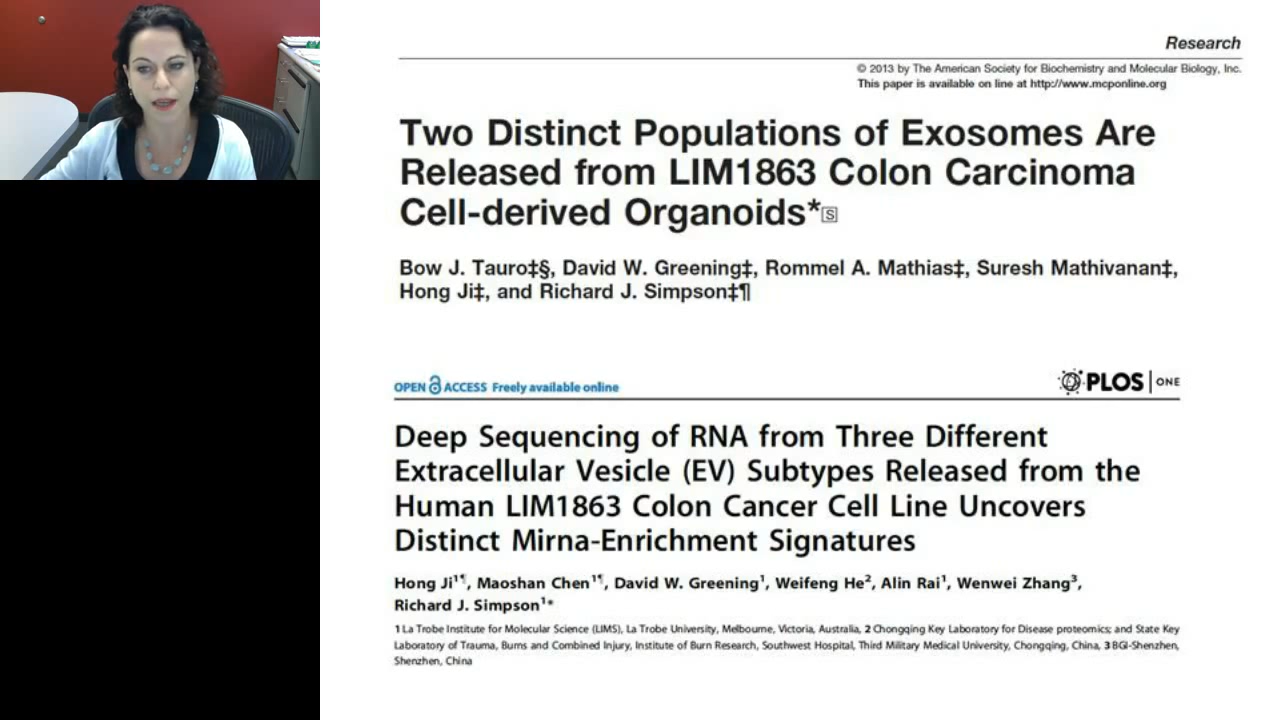 Research
© 2013 by The American Society for Biochemistry and Molecular Biology, Inc.
This paper is available on line at http://www.mcponline.org
Two Distinct Populations of Exosomes Are
Released from LIM1863 Colon Carcinoma
Cell-derived Organoids*S
Bow J. Tauro‡§, David W. Greening‡, Rommel A. Mathias‡, Suresh Mathivanan‡,
Hong Ji‡, and Richard J. Simpson‡¶
OPEN ACCESS Freely available online
PLOS ONE
Deep Sequencing of RNA from Three Different
Extracellular Vesicle (EV) Subtypes Released from the
Human LIM1863 Colon Cancer Cell Line Uncovers
Distinct Mirna-Enrichment Signatures
Hong Ji1¶, Maoshan Chen1¶, David W. Greening1, Weifeng He2, Alin Rai1, Wenwei Zhang3,
Richard J. Simpson1*
1 La Trobe Institute for Molecular Science (LIMS), La Trobe University, Melbourne, Victoria, Australia, 2 Chongqing Key Laboratory for Disease proteomics; and State Key
Laboratory of Trauma, Burns and Combined Injury, Institute of Burn Research, Southwest Hospital, Third Military Medical University, Chongqing, China, 3 BGI-Shenzhen,
Shenzhen, China